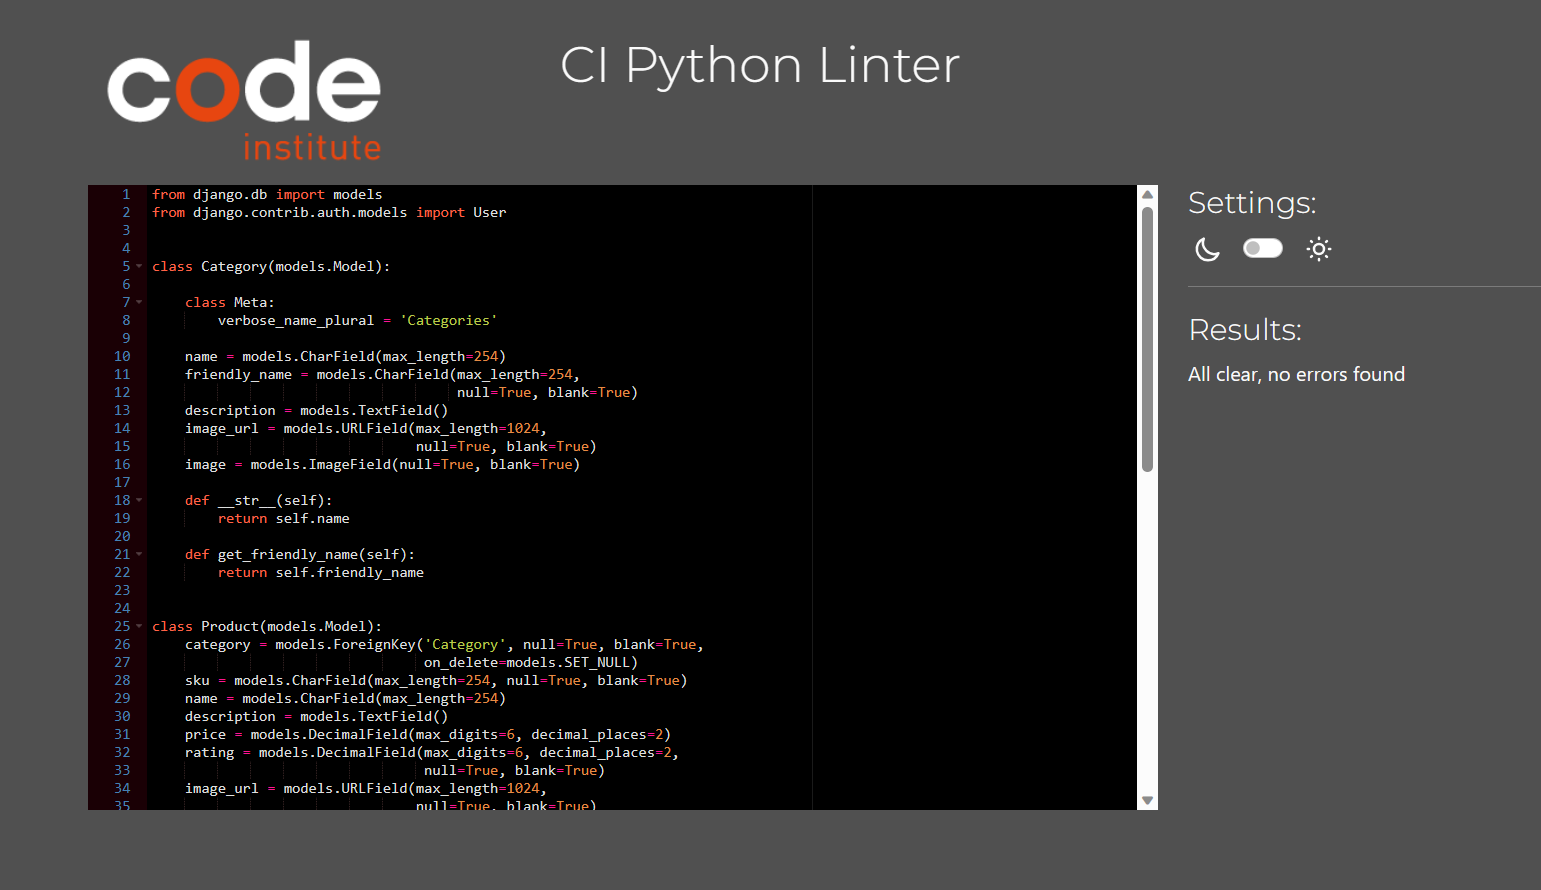 code
institute
CI Python Linter
1 from django.db import models
2 from django.contrib.auth.models import User
3
4
5 class Category(models.Model):
6
7     class Meta:
8         verbose_name_plural = 'Categories'
9
10     name = models.CharField(max_length=254)
11     friendly_name = models.CharField(max_length=254,
12                                      null=True, blank=True)
13     description = models.TextField()
14     image_url = models.URLField(max_length=1024,
15                                 null=True, blank=True)
16     image = models.ImageField(null=True, blank=True)
17
18     def __str__(self):
19         return self.name
20
21     def get_friendly_name(self):
22         return self.friendly_name
23
24
25 class Product(models.Model):
26     category = models.ForeignKey('Category', null=True, blank=True,
27                                  on_delete=models.SET_NULL)
28     sku = models.CharField(max_length=254, null=True, blank=True)
29     name = models.CharField(max_length=254)
30     description = models.TextField()
31     price = models.DecimalField(max_digits=6, decimal_places=2)
32     rating = models.DecimalField(max_digits=6, decimal_places=2,
33                                  null=True, blank=True)
34     image_url = models.URLField(max_length=1024,
35                                 null=True, blank=True)
Settings:
Results:
All clear, no errors found